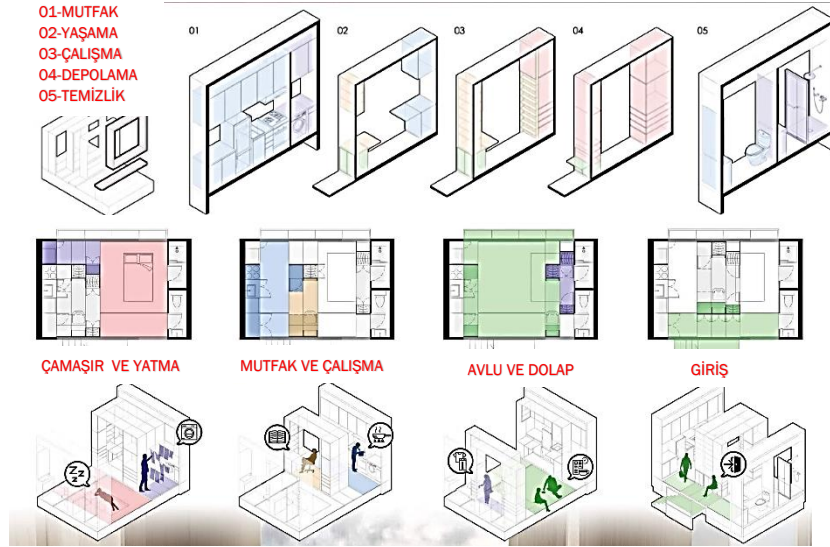 01-MUTFAK
02-YAŞAMA
03-ÇALIŞMA
04-DEPOLAMA
05-TEMİZLİK
01
02
03
04
05
ÇAMAŞIR VE YATMA
MUTFAK VE ÇALIŞMA
AVLU VE DOLAP
GİRİŞ
ZZZ